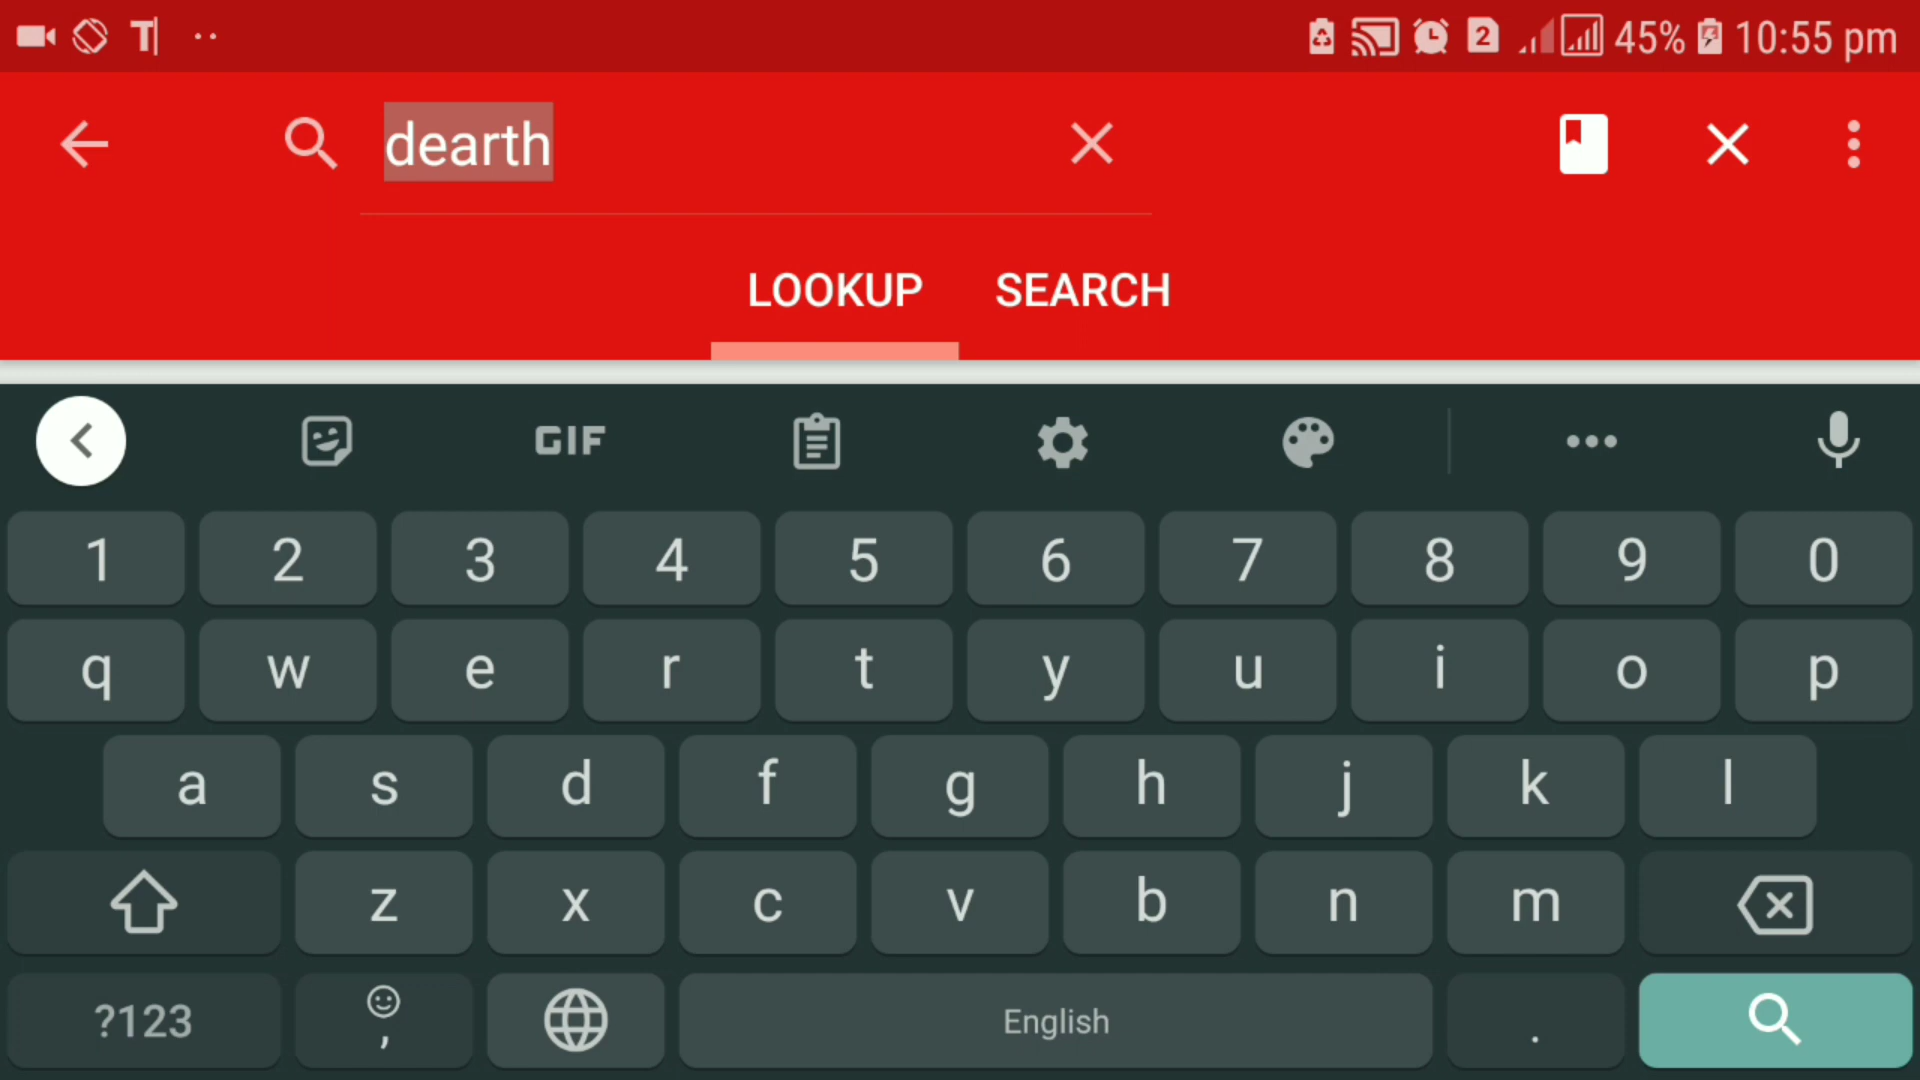 T 2 45% 10:55 pm
dearth
LOOKUP SEARCH
GIF
1 2 3 4 5 6 7 8 9 0
q w e r t y u i o p
a s d f g h j k l
z x c v b n m
?123 , English .